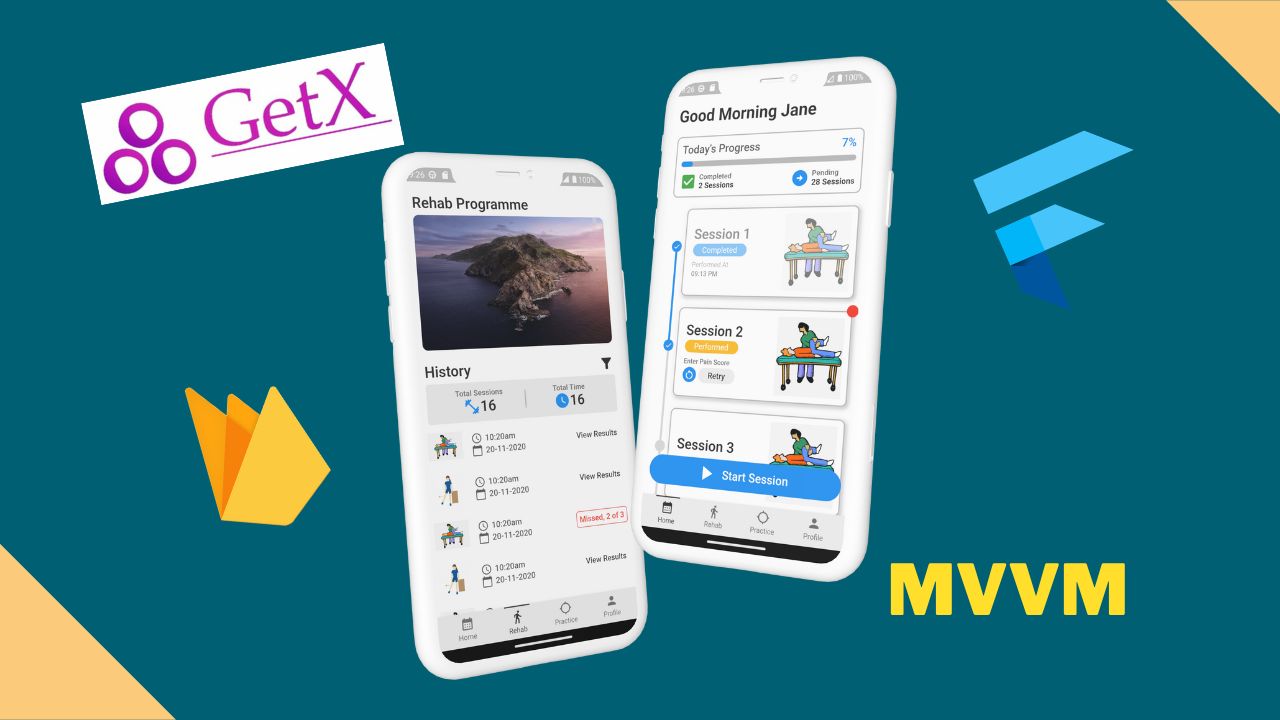 GetX
9:26
100%
Rehab Programme
History
Total Sessions
16
Total Time
16
10:20am
20-11-2020
View Results
10:20am
20-11-2020
View Results
10:20am
20-11-2020
Missed, 2 of 3
10:20am
20-11-2020
View Results
Home
Rehab
Practice
Profile
9:26
100%
Good Morning Jane
Today's Progress
7%
Completed
2 Sessions
Pending
28 Sessions
Session 1
Completed
Performed At
09:13 PM
Session 2
Performed
Enter Pain Score
Retry
Session 3
Start Session
Home
Rehab
Practice
Profile
MVVM